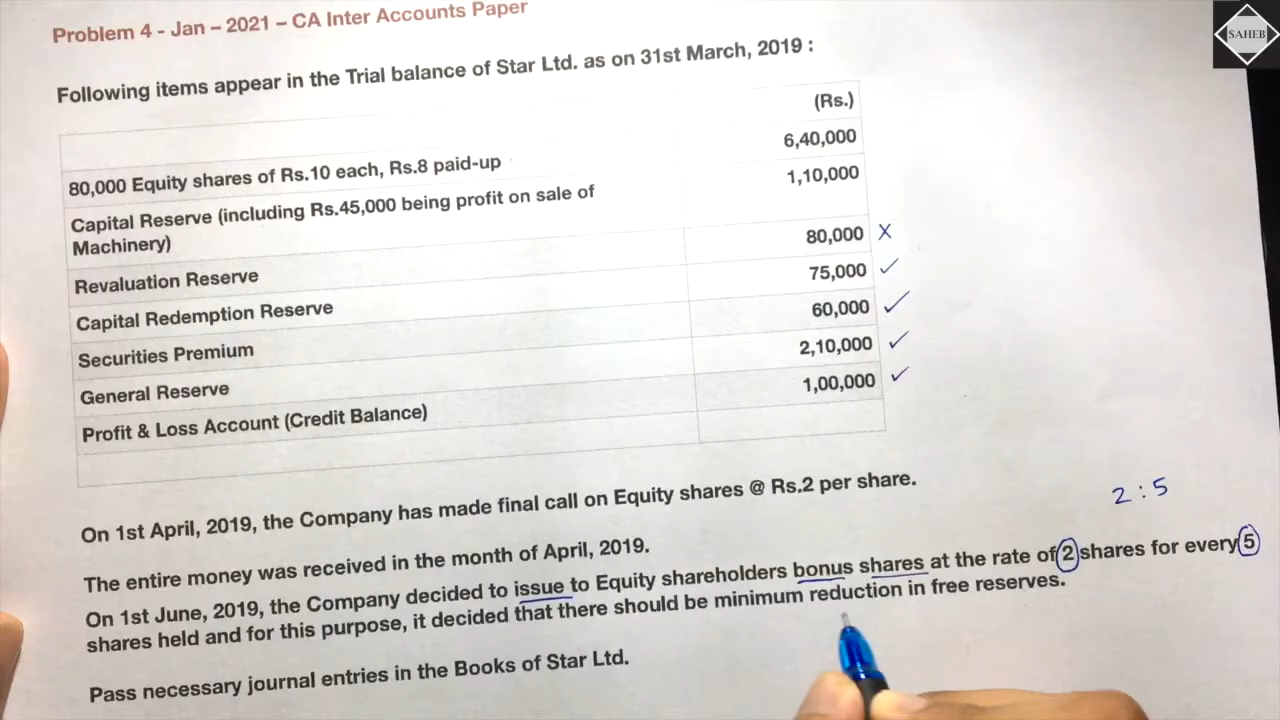 Problem 4 - Jan – 2021 – CA Inter Accounts Paper
SAHEB
Following items appear in the Trial balance of Star Ltd. as on 31st March, 2019 :
(Rs.)
80,000 Equity shares of Rs.10 each, Rs.8 paid-up 6,40,000
Capital Reserve (including Rs.45,000 being profit on sale of 1,10,000
Machinery)
Revaluation Reserve 80,000 X
Capital Redemption Reserve 75,000 ✓
Securities Premium 60,000 ✓
General Reserve 2,10,000 ✓
Profit & Loss Account (Credit Balance) 1,00,000 ✓
On 1st April, 2019, the Company has made final call on Equity shares @ Rs.2 per share.
2 : 5
The entire money was received in the month of April, 2019.
On 1st June, 2019, the Company decided to issue to Equity shareholders bonus shares at the rate of 2 shares for every 5
shares held and for this purpose, it decided that there should be minimum reduction in free reserves.
Pass necessary journal entries in the Books of Star Ltd.